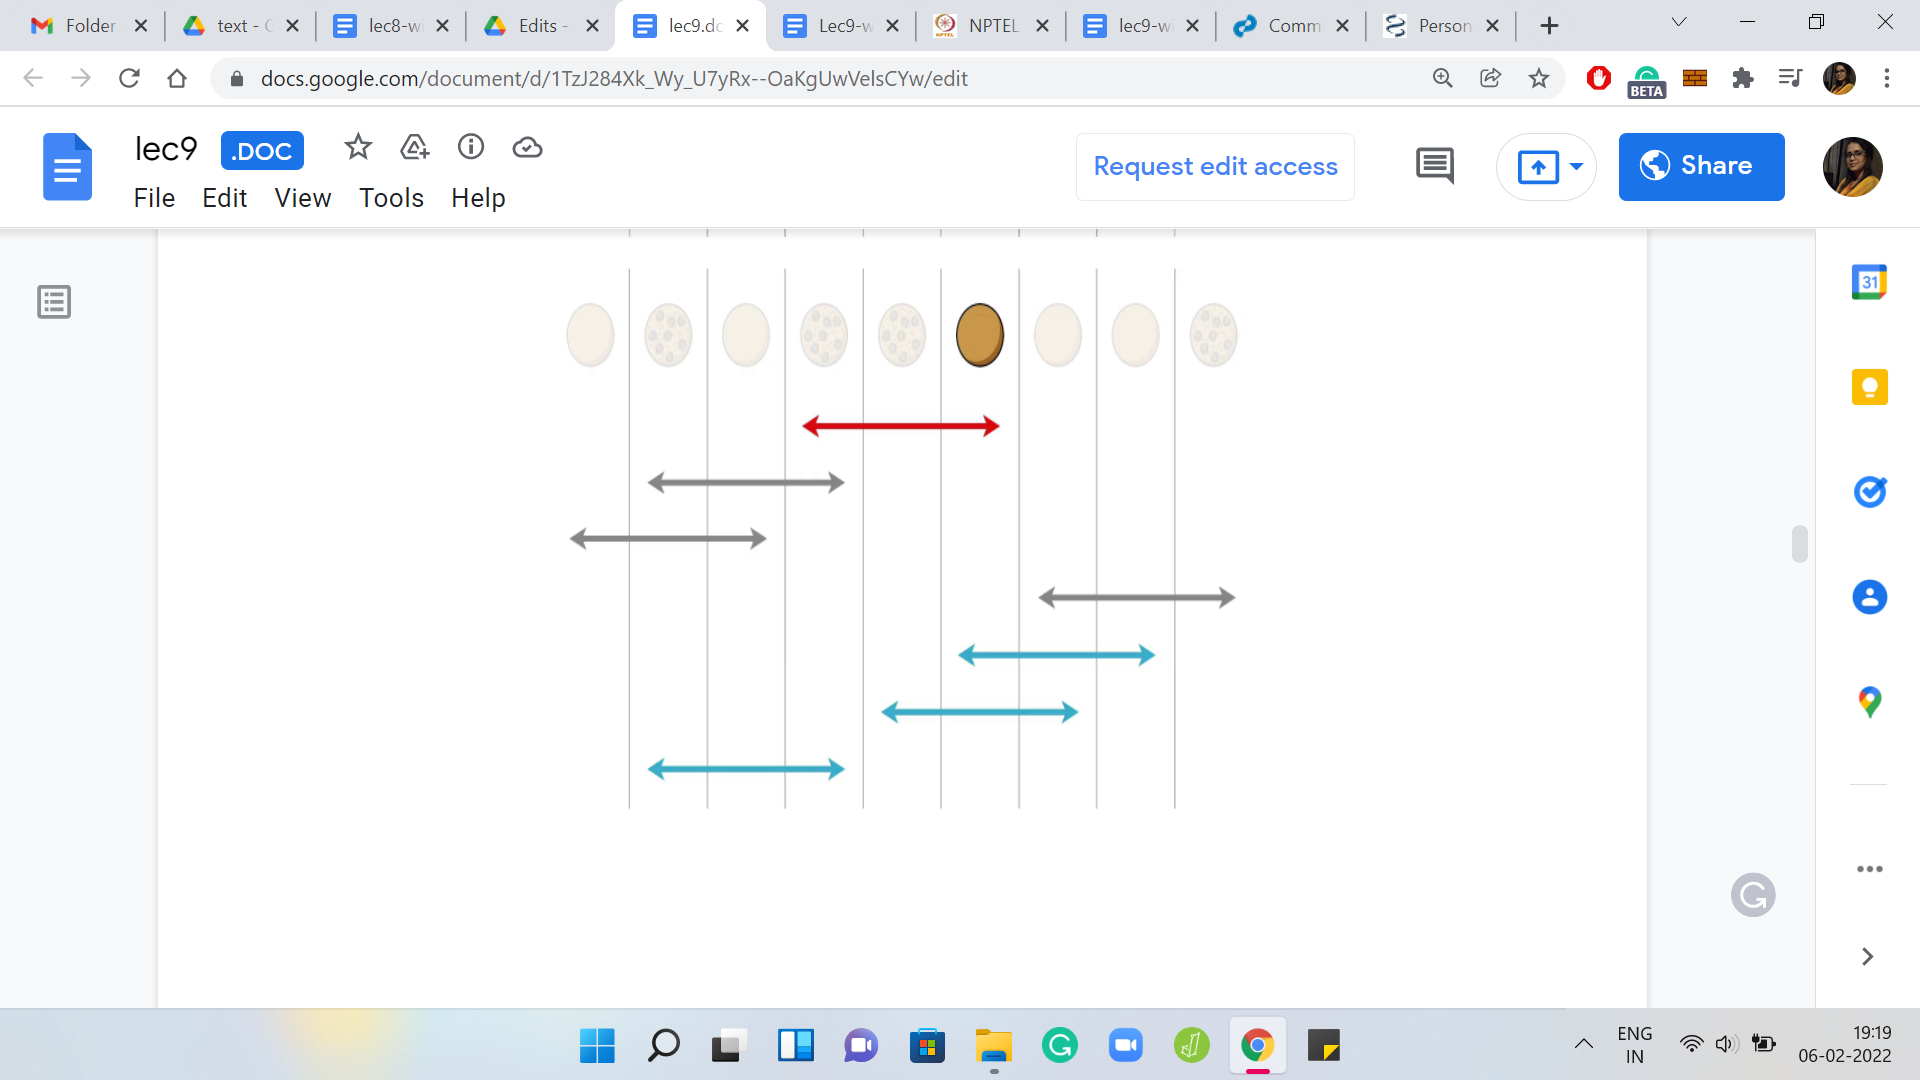 Folder
text - G
lec8-w
Edits -
lec9.do
Lec9-w
NPTEL
lec9-w
Comm
Person
docs.google.com/document/d/1TzJ284Xk_Wy_U7yRx--OaKgUwVelsCYw/edit
BETA
lec9 .DOC
Request edit access
Share
File Edit View Tools Help
31
ENG
IN
19:19
06-02-2022